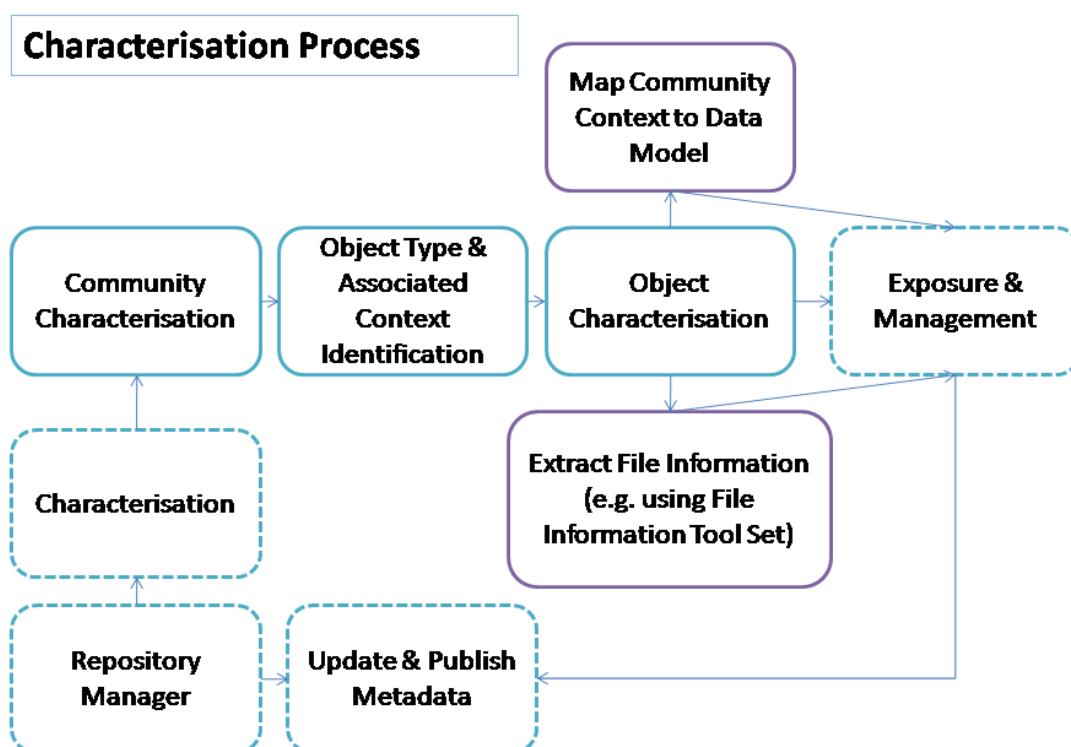 Characterisation Process
Map Community
Context to Data
Model
Community
Characterisation
Object Type &
Associated
Context
Identification
Object
Characterisation
Exposure &
Management
Characterisation
Extract File Information
(e.g. using File
Information Tool Set)
Repository
Manager
Update & Publish
Metadata